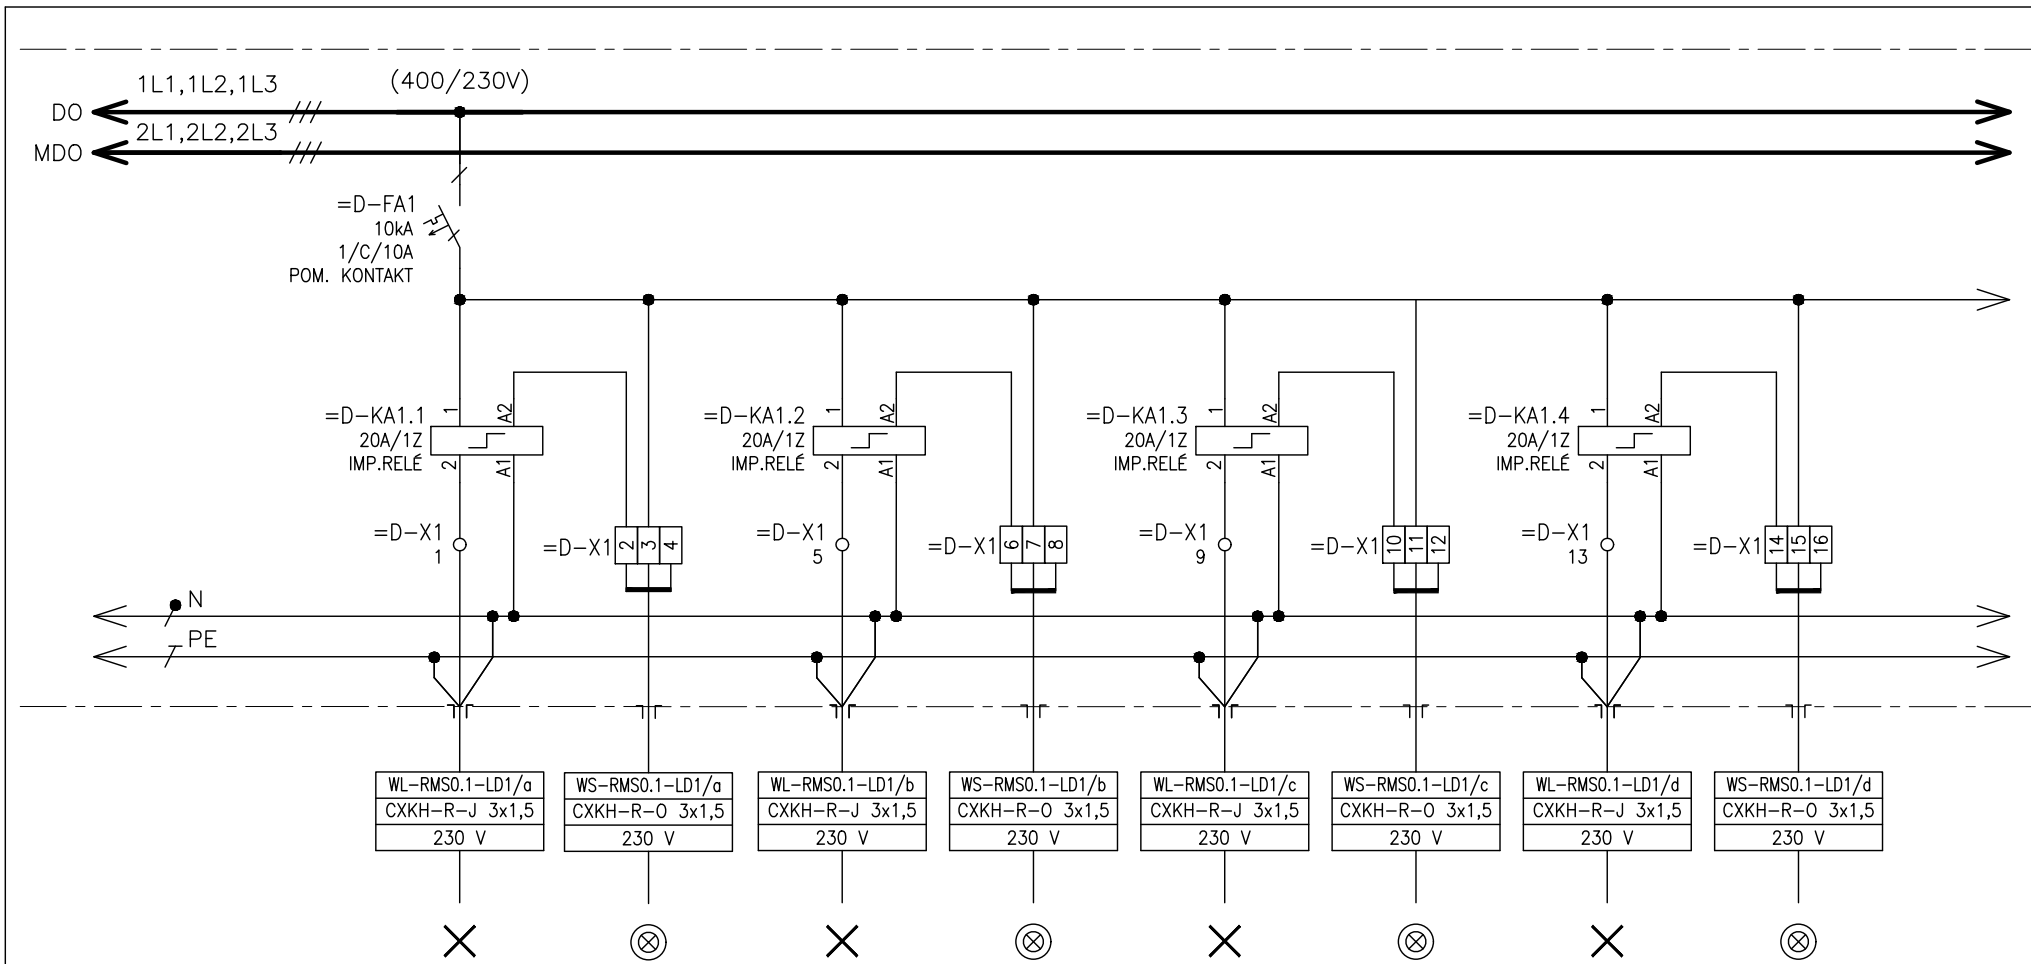 1L1,1L2,1L3
(400/230V)
DO
2L1,2L2,2L3
MDO
=D-FA1
10kA
1/C/10A
POM. KONTAKT
=D-KA1.1
20A/1Z
IMP.RELÉ
1
A2
2
A1
=D-KA1.2
20A/1Z
IMP.RELÉ
1
A2
2
A1
=D-KA1.3
20A/1Z
IMP.RELÉ
1
A2
2
A1
=D-KA1.4
20A/1Z
IMP.RELÉ
1
A2
2
A1
=D-X1
1
=D-X1 2 3 4
=D-X1
5
=D-X1 6 7 8
=D-X1
9
=D-X1 10 11 12
=D-X1
13
=D-X1 14 15 16
N
PE
WL-RMS0.1-LD1/a
CXKH-R-J 3x1,5
230 V
WS-RMS0.1-LD1/a
CXKH-R-O 3x1,5
230 V
WL-RMS0.1-LD1/b
CXKH-R-J 3x1,5
230 V
WS-RMS0.1-LD1/b
CXKH-R-O 3x1,5
230 V
WL-RMS0.1-LD1/c
CXKH-R-J 3x1,5
230 V
WS-RMS0.1-LD1/c
CXKH-R-O 3x1,5
230 V
WL-RMS0.1-LD1/d
CXKH-R-J 3x1,5
230 V
WS-RMS0.1-LD1/d
CXKH-R-O 3x1,5
230 V